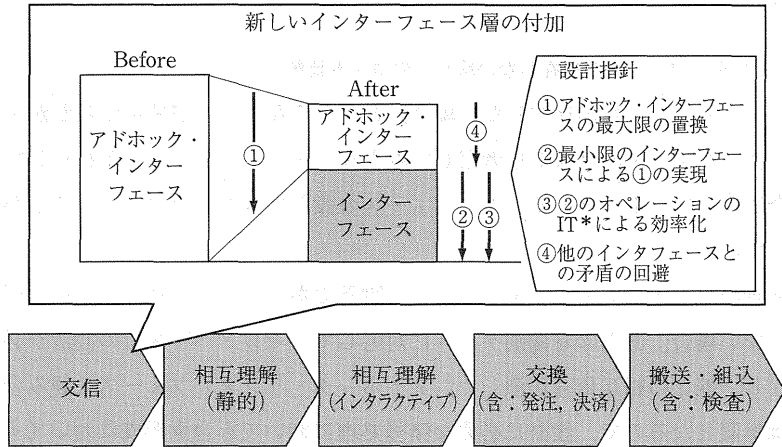 新しいインターフェース層の付加
Before
アドホック・
インター
フェース
①
After
アドホック・
インター
フェース
インター
フェース
④
②
③
設計指針
①アドホック・インターフェー
スの最大限の置換
②最小限のインターフェー
スによる①の実現
③②のオペレーションの
IT*による効率化
④他のインタフェースと
の矛盾の回避
交信
相互理解
(静的)
相互理解
(インタラクティブ)
交換
(含：発注，決済)
搬送・組込
(含：検査)